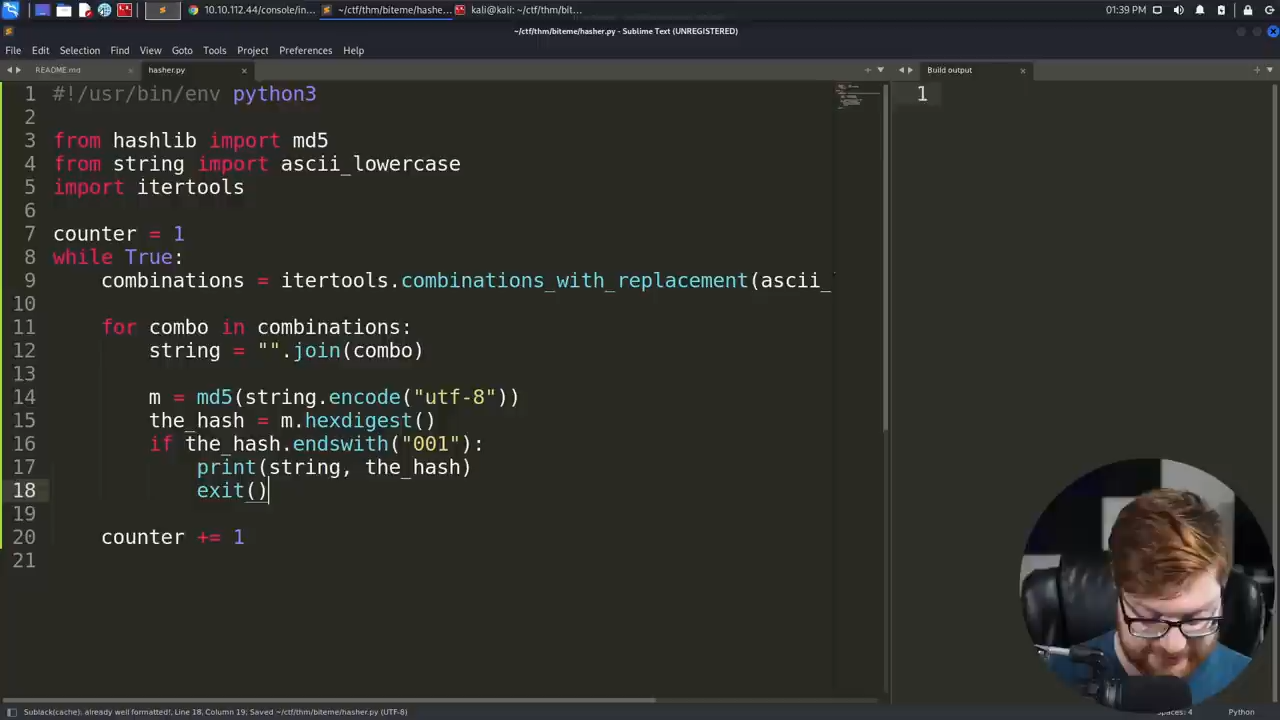 10.10.112.44/console/in
~/ctf/thm/biteme/hashe...
kali@kali: ~/ctf/thm/bit...
01:39 PM
~/ctf/thm/biteme/hasher.py - Sublime Text (UNREGISTERED)
File Edit Selection Find View Goto Tools Project Preferences Help
README.md
hasher.py
Build output
1 #!/usr/bin/env python3
2
3 from hashlib import md5
4 from string import ascii_lowercase
5 import itertools
6
7 counter = 1
8 while True:
9 combinations = itertools.combinations_with_replacement(ascii_
10
11 for combo in combinations:
12 string = "".join(combo)
13
14 m = md5(string.encode("utf-8"))
15 the_hash = m.hexdigest()
16 if the_hash.endswith("001"):
17 print(string, the_hash)
18 exit()
19
20 counter += 1
21
1
Sublack(cache): already well formatted!, Line 18, Column 19; Saved ~/ctf/thm/biteme/hasher.py (UTF-8)
Spaces: 4
Python